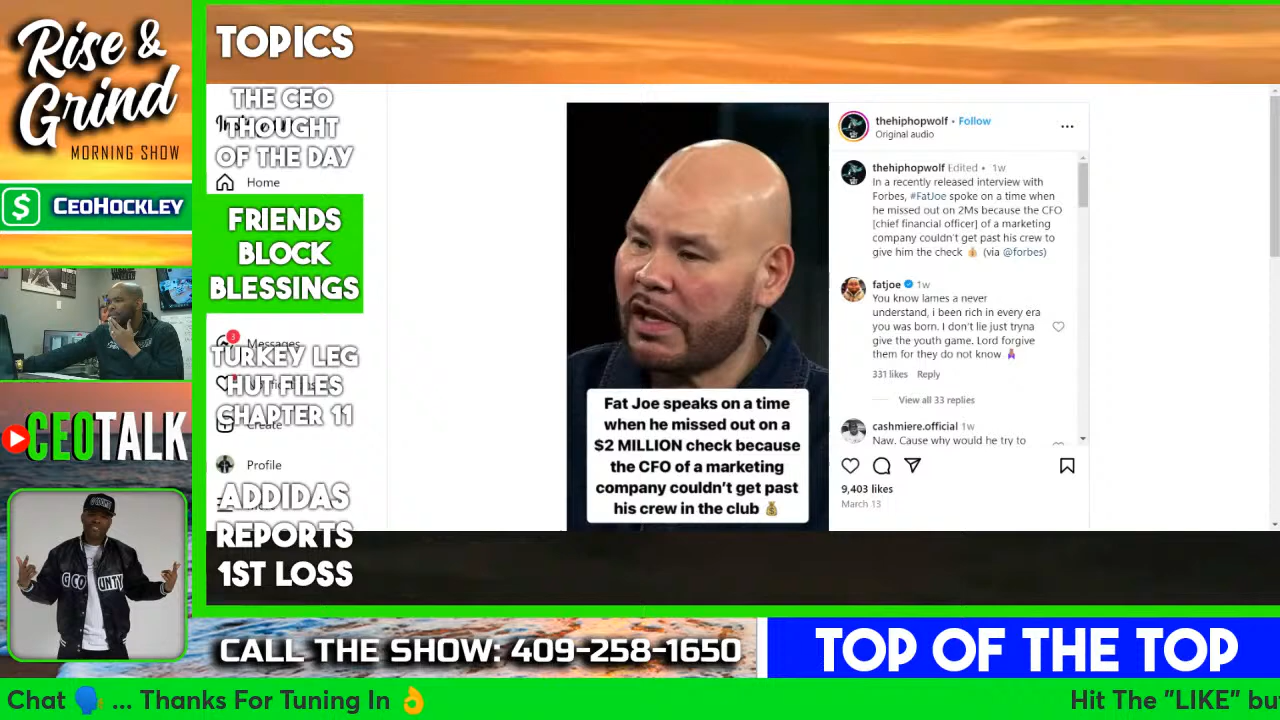 Rise &
Grind
MORNING SHOW
$ CEOHOCKLEY
CEOTALK
G COUNTY
TOPICS
THE CEO
THOUGHT
OF THE DAY
Home
FRIENDS
BLOCK
BLESSINGS
3
Messages
TURKEY LEG
HUT FILES
CHAPTER 11
Create
Profile
ADDIDAS
REPORTS
1ST LOSS
Fat Joe speaks on a time
when he missed out on a
$2 MILLION check because
the CFO of a marketing
company couldn't get past
his crew in the club 💰
thehiphopwolf • Follow
Original audio
thehiphopwolf Edited • 1w
In a recently released interview with
Forbes, #FatJoe spoke on a time when
he missed out on 2Ms because the CFO
[chief financial officer] of a marketing
company couldn't get past his crew to
give him the check 💰 (via @forbes)
fatjoe 1w
You know lames a never
understand, i been rich in every era
you was born. I don't lie just tryna
give the youth game. Lord forgive
them for they do not know
331 likes Reply
View all 33 replies
cashmiere.official 1w
Naw. Cause why would he try to
9,403 likes
March 13
CALL THE SHOW: 409-258-1650
TOP OF THE TOP
Chat 🗣️ ... Thanks For Tuning In 👌
Hit The "LIKE" bu